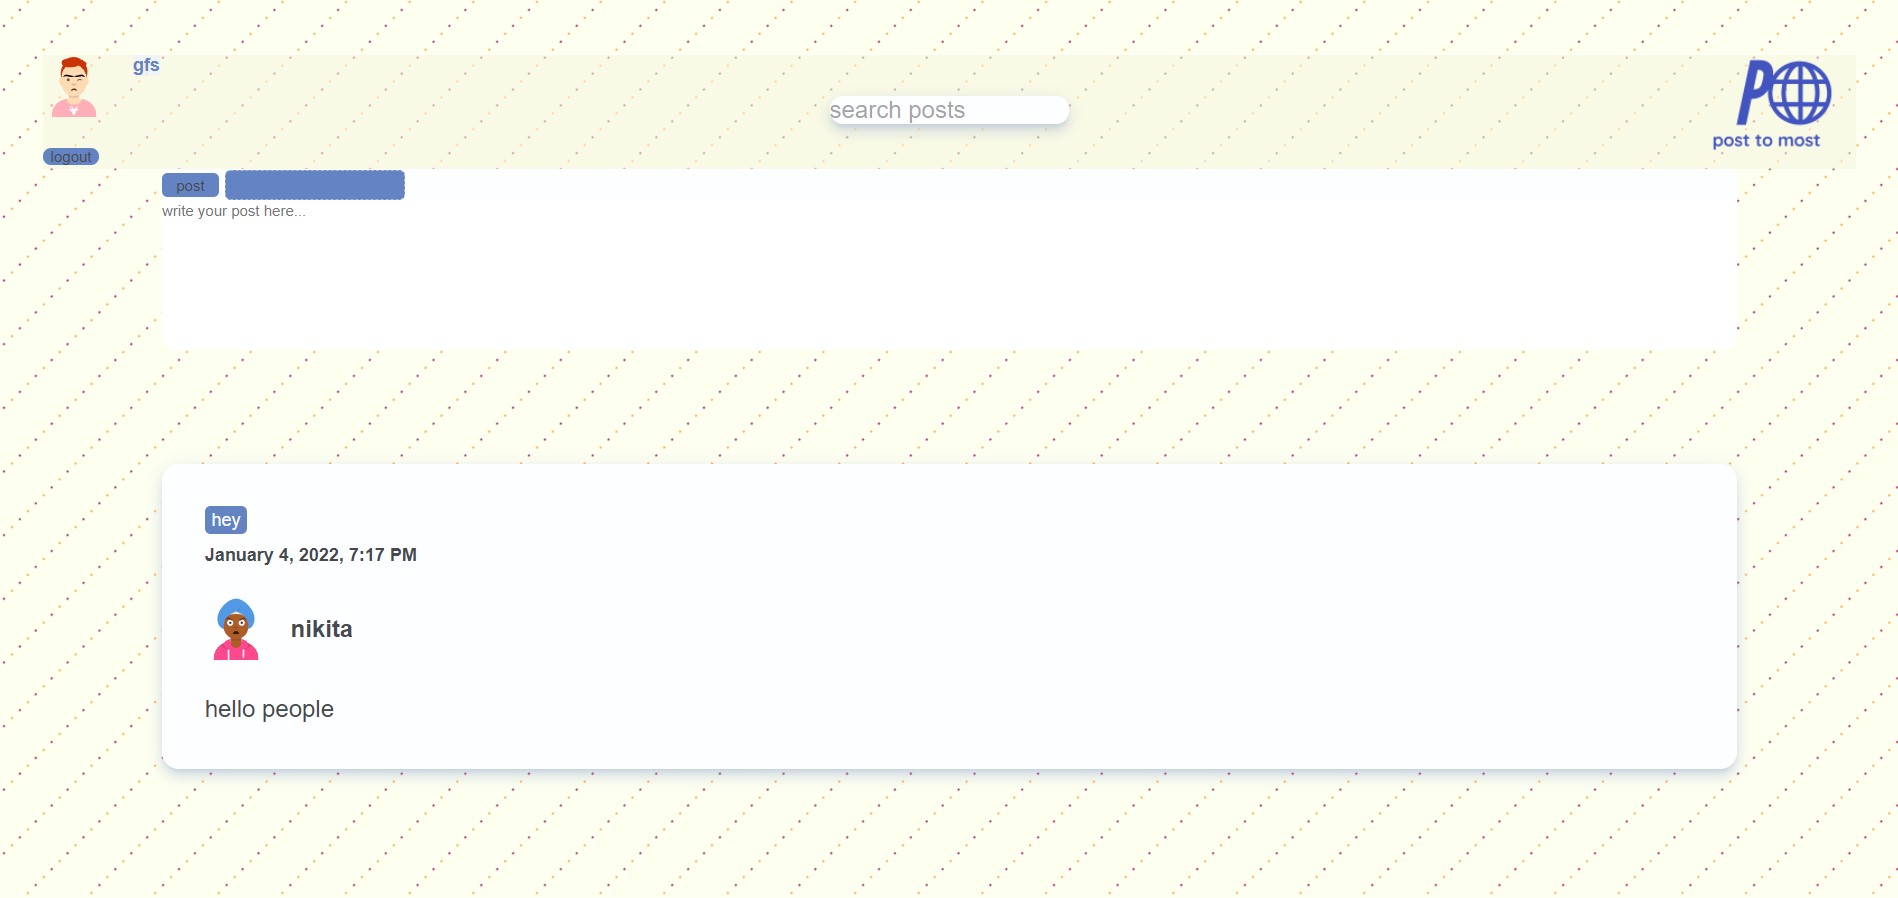 gfs
search posts
PO
post to most
logout
post
write your post here...
hey
January 4, 2022, 7:17 PM
nikita
hello people